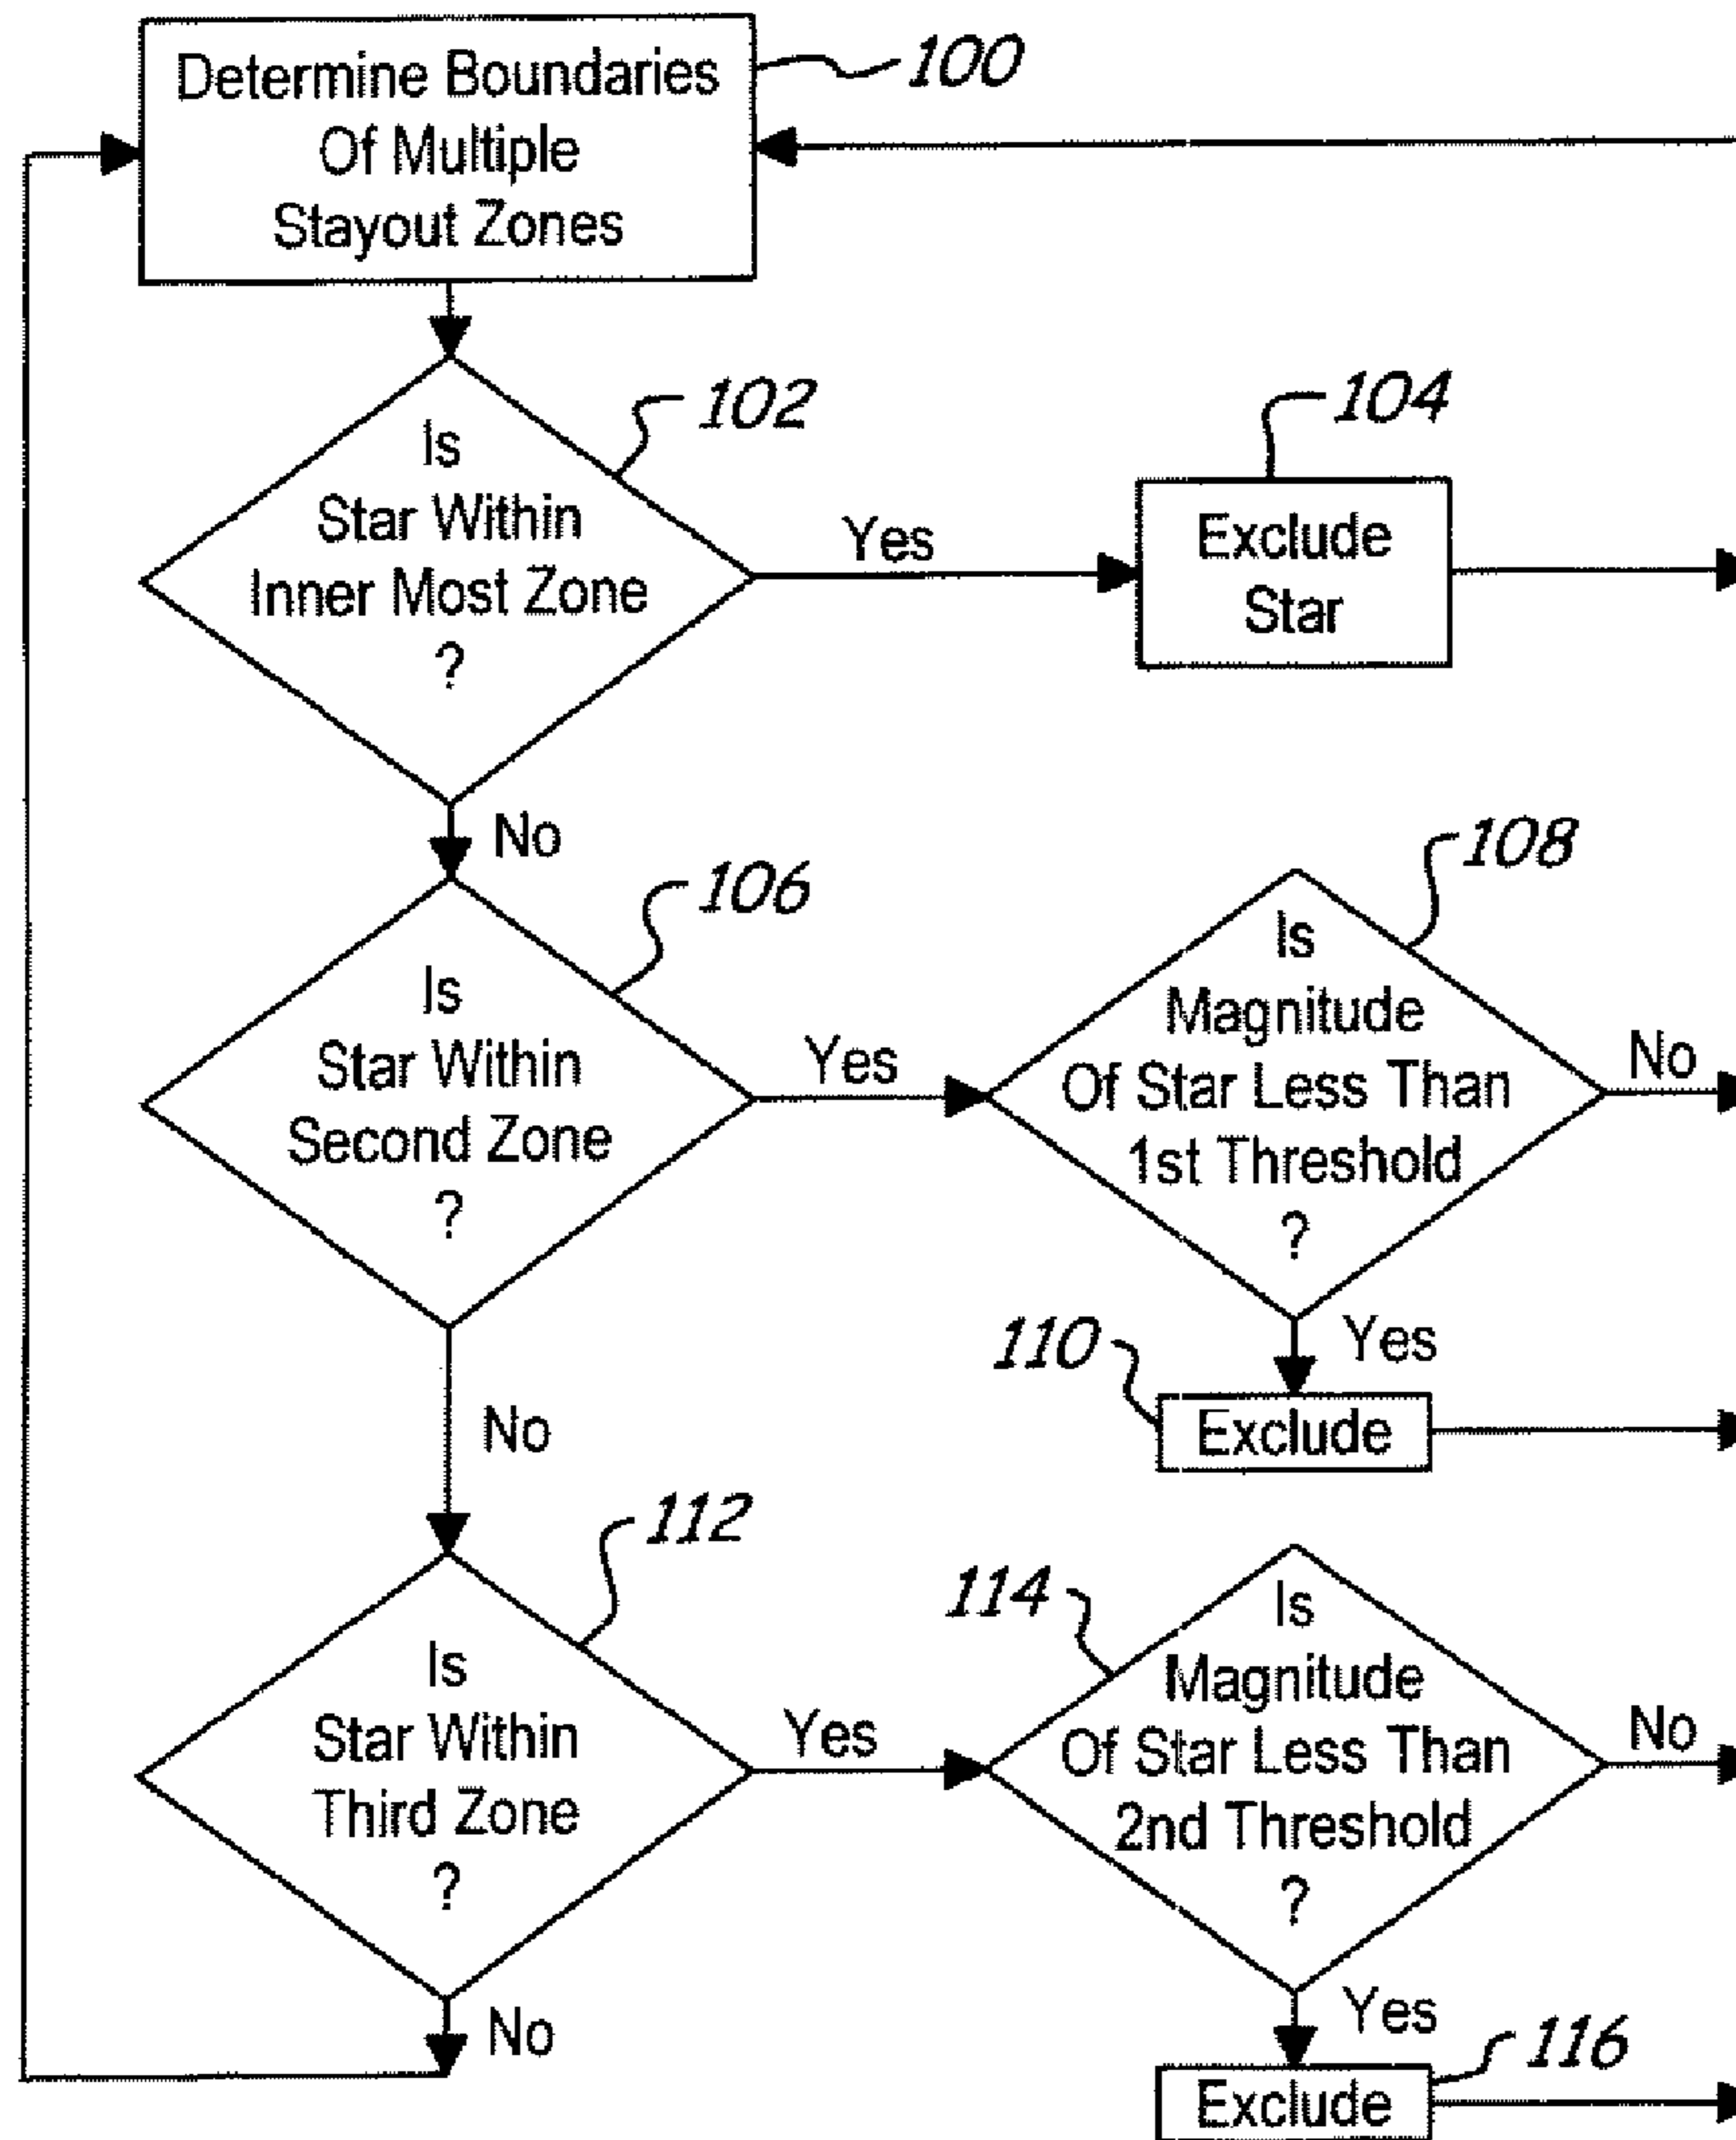 Determine Boundaries
Of Multiple
Stayout Zones
100
Is
Star Within
Inner Most Zone
?
102
Yes
Exclude
Star
104
No
Is
Star Within
Second Zone
?
106
Yes
Is
Magnitude
Of Star Less Than
1st Threshold
?
108
No
Yes
110
Exclude
No
Is
Star Within
Third Zone
?
112
Yes
114
Is
Magnitude
Of Star Less Than
2nd Threshold
?
No
No
Yes
Exclude
116